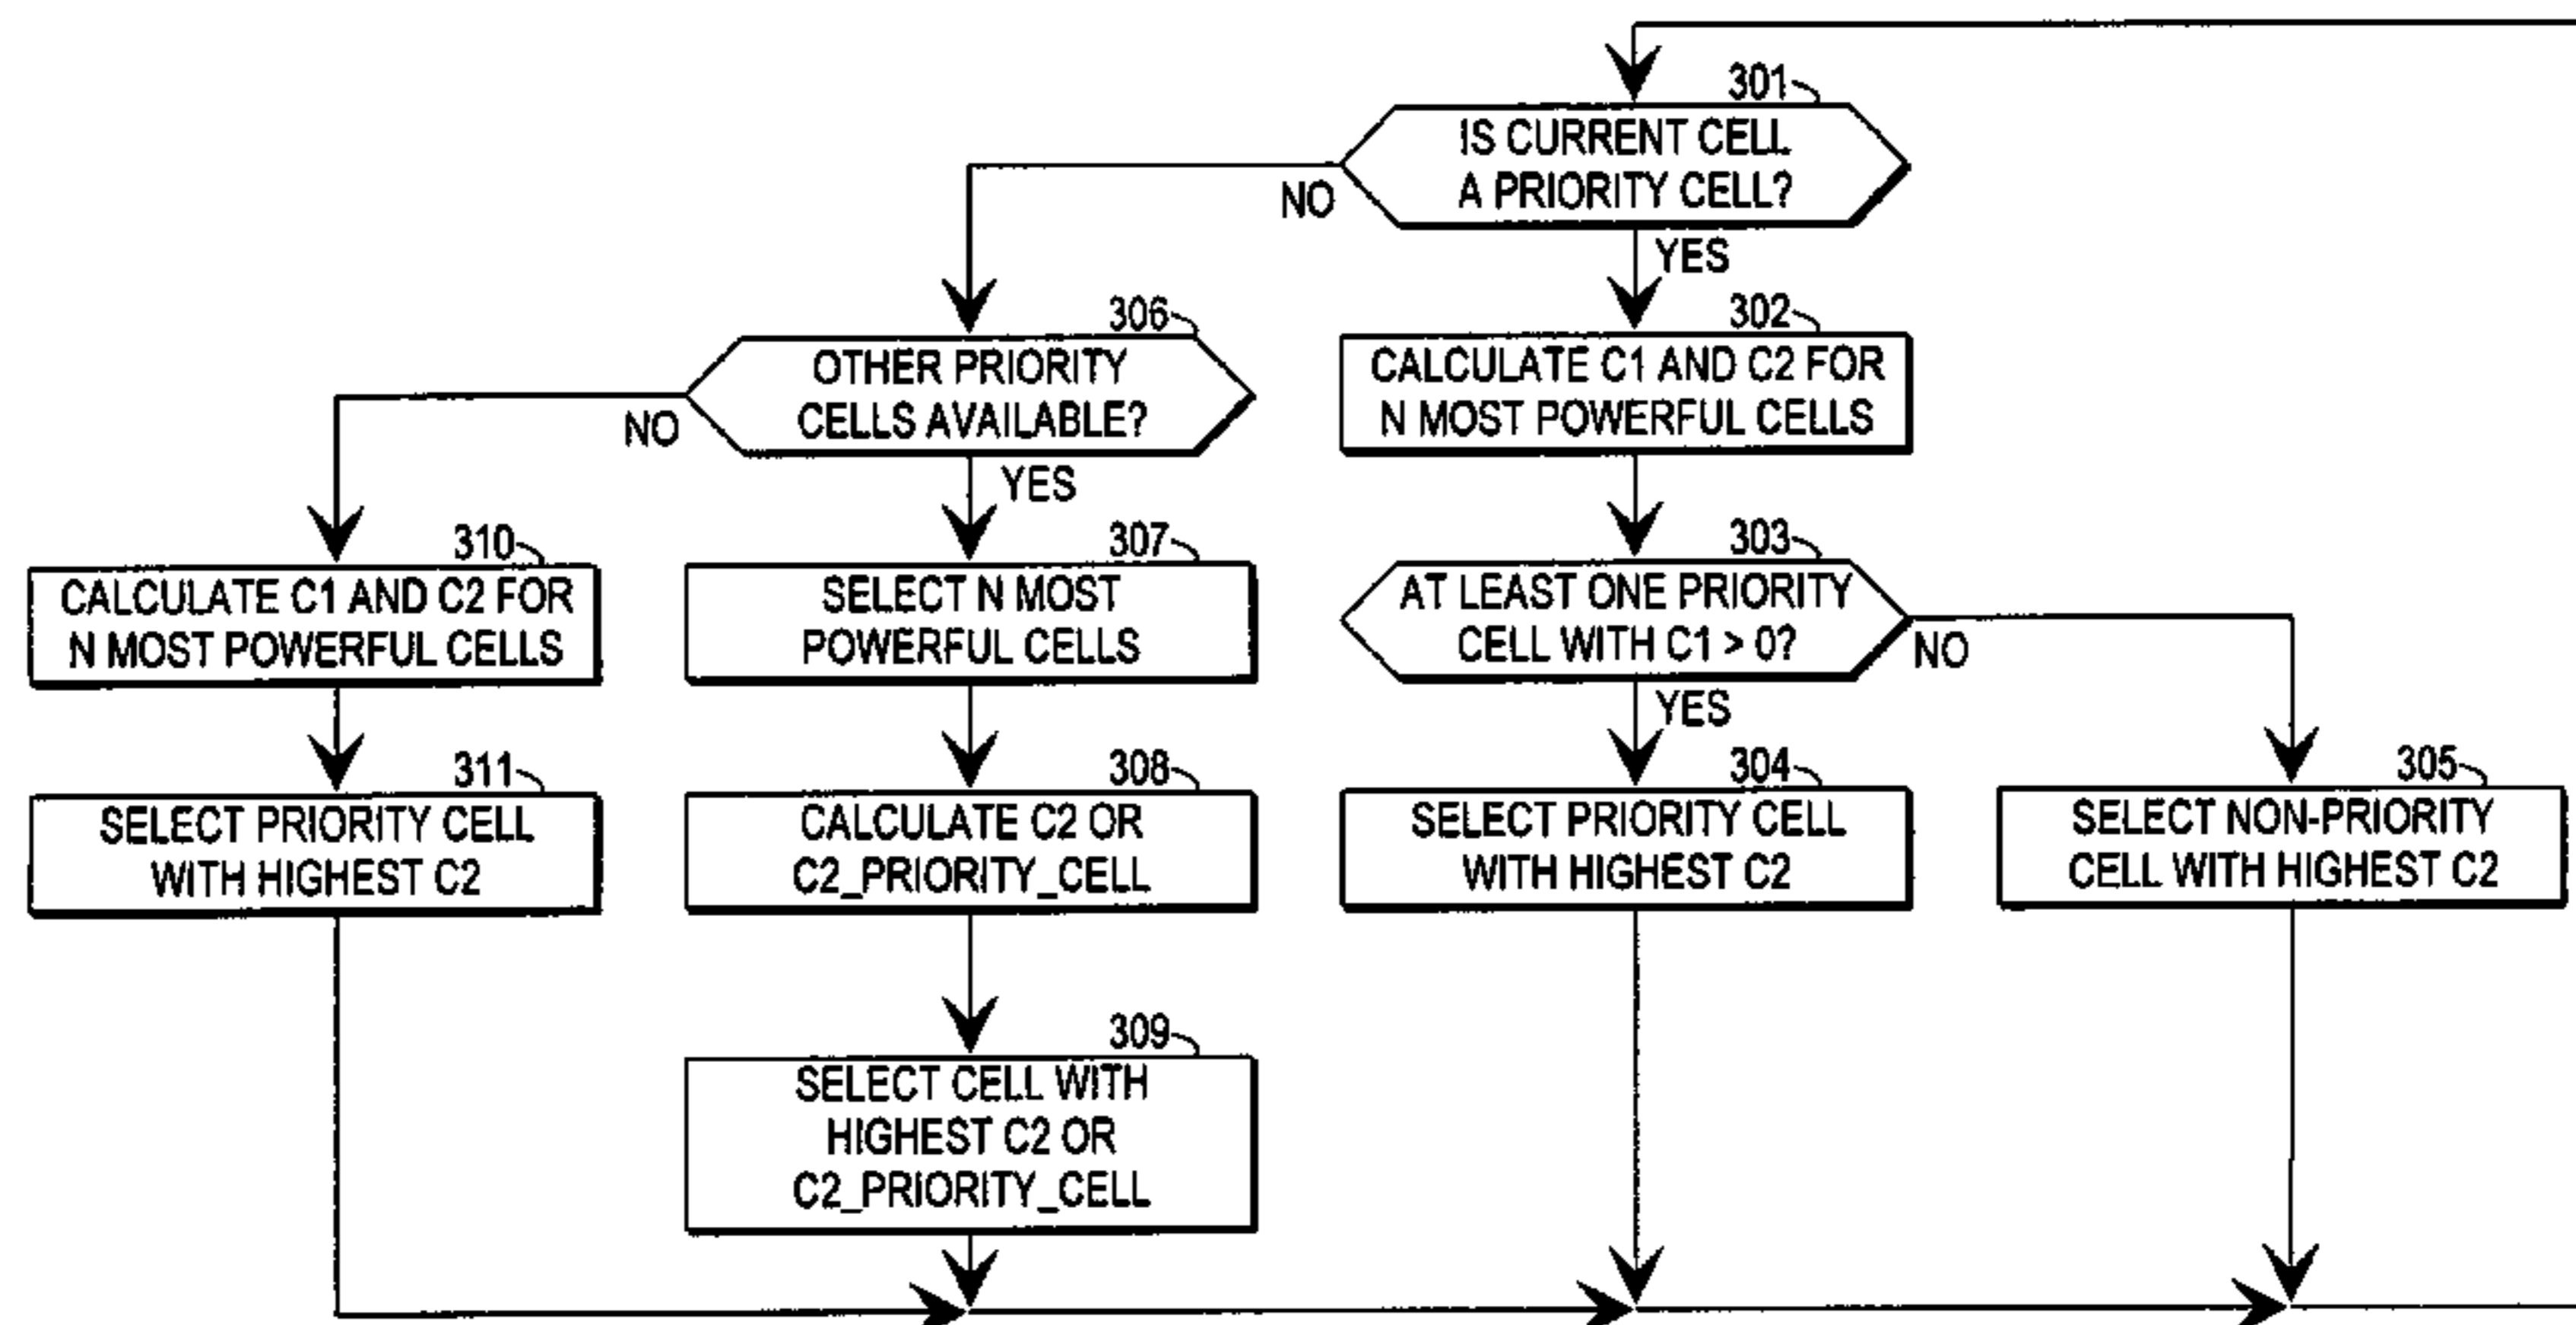 301
IS CURRENT CELL
A PRIORITY CELL?
NO
YES
306
OTHER PRIORITY
CELLS AVAILABLE?
NO
YES
302
CALCULATE C1 AND C2 FOR
N MOST POWERFUL CELLS
310
CALCULATE C1 AND C2 FOR
N MOST POWERFUL CELLS
307
SELECT N MOST
POWERFUL CELLS
303
AT LEAST ONE PRIORITY
CELL WITH C1 > 0?
NO
YES
311
SELECT PRIORITY CELL
WITH HIGHEST C2
308
CALCULATE C2 OR
C2_PRIORITY_CELL
304
SELECT PRIORITY CELL
WITH HIGHEST C2
305
SELECT NON-PRIORITY
CELL WITH HIGHEST C2
309
SELECT CELL WITH
HIGHEST C2 OR
C2_PRIORITY_CELL